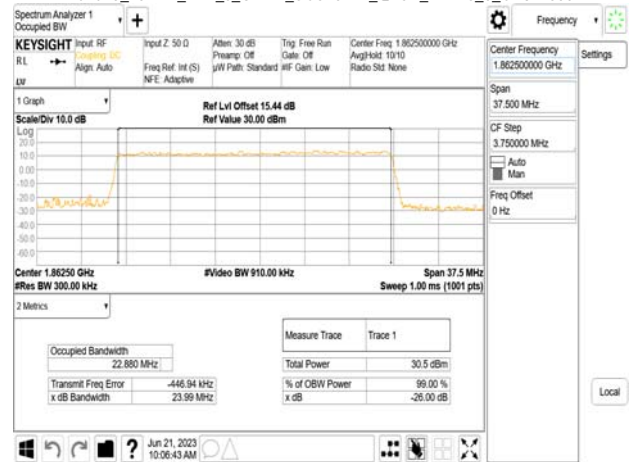 Spectrum Analyzer 1
Occupied BW
Frequency
KEYSIGHT
Input: RF
Coupling: DC
Align: Auto
Input Z: 50 Ω
Freq Ref: Int (S)
NFE: Adaptive
Atten: 30 dB
Preamp: Off
µW Path: Standard
Trig: Free Run
Gate: Off
#IF Gain: Low
Center Freq: 1.862500000 GHz
Avg|Hold: 10/10
Radio Std: None
RL
LXI
Center Frequency
1.862500000 GHz
Settings
Span
37.500 MHz
CF Step
3.750000 MHz
Auto
Man
Freq Offset
0 Hz
1 Graph
Scale/Div 10.0 dB
Ref Lvl Offset 15.44 dB
Ref Value 30.00 dBm
Log
20.0
10.0
0.00
-10.0
-20.0
-30.0
-40.0
-50.0
-60.0
Center 1.86250 GHz
#Video BW 910.00 kHz
Span 37.5 MHz
#Res BW 300.00 kHz
Sweep 1.00 ms (1001 pts)
2 Metrics
Measure Trace
Trace 1
Occupied Bandwidth
22.880 MHz
Total Power
30.5 dBm
Transmit Freq Error
-446.94 kHz
% of OBW Power
99.00 %
x dB Bandwidth
23.99 MHz
x dB
-26.00 dB
Local
?
Jun 21, 2023
10:06:43 AM